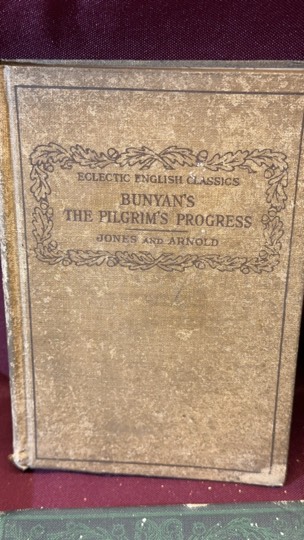 ECLECTIC ENGLISH CLASSICS
BUNYAN'S
THE PILGRIM'S PROGRESS
JONES AND ARNOLD